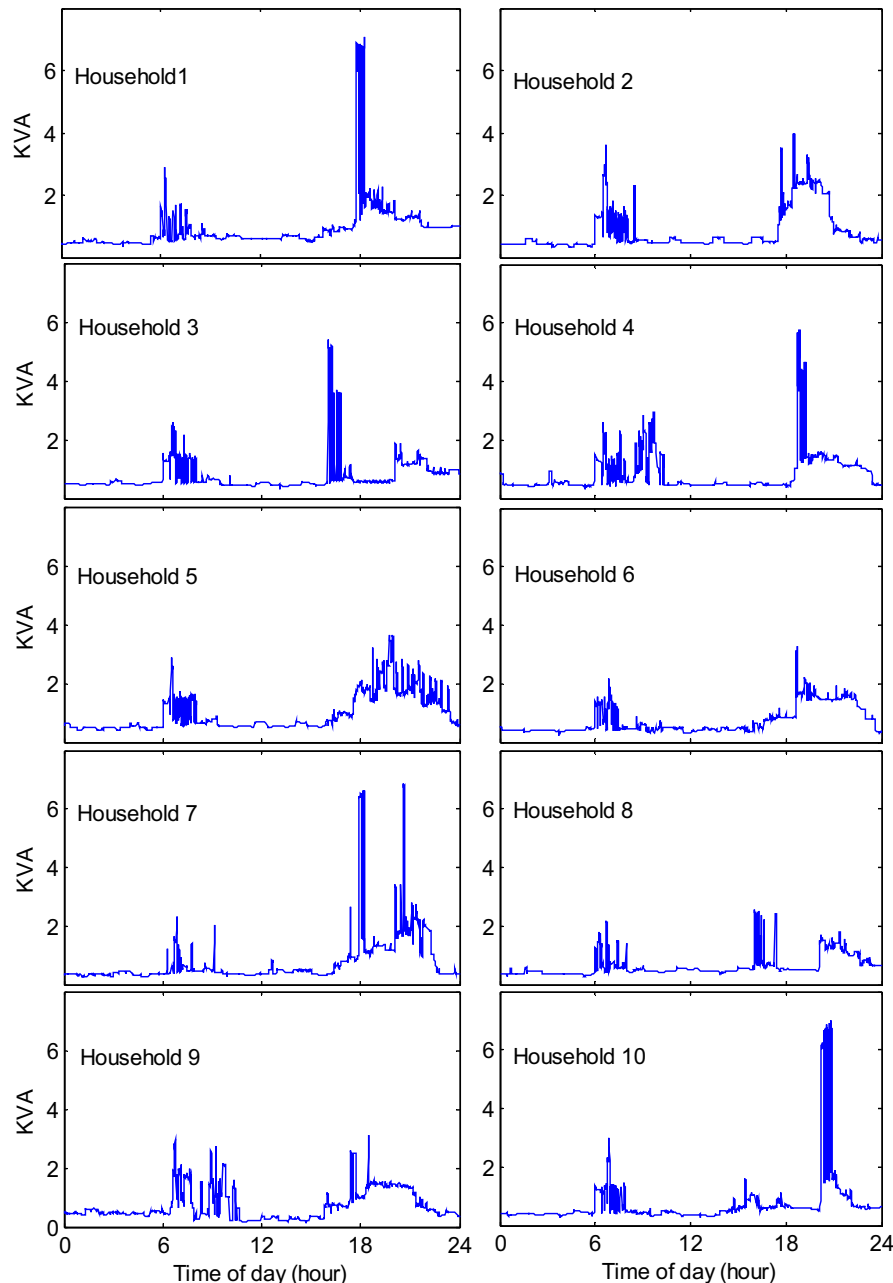 Household1
Household 2
KVA
6
4
2
Household 3
Household 4
KVA
6
4
2
6
4
2
Household 5
Household 6
KVA
6
4
2
6
4
2
Household 7
Household 8
KVA
6
4
2
6
4
2
Household 9
Household 10
KVA
6
4
2
0
6
4
2
0 6 12 18 24
0 6 12 18 24
Time of day (hour)
Time of day (hour)
6
4
2